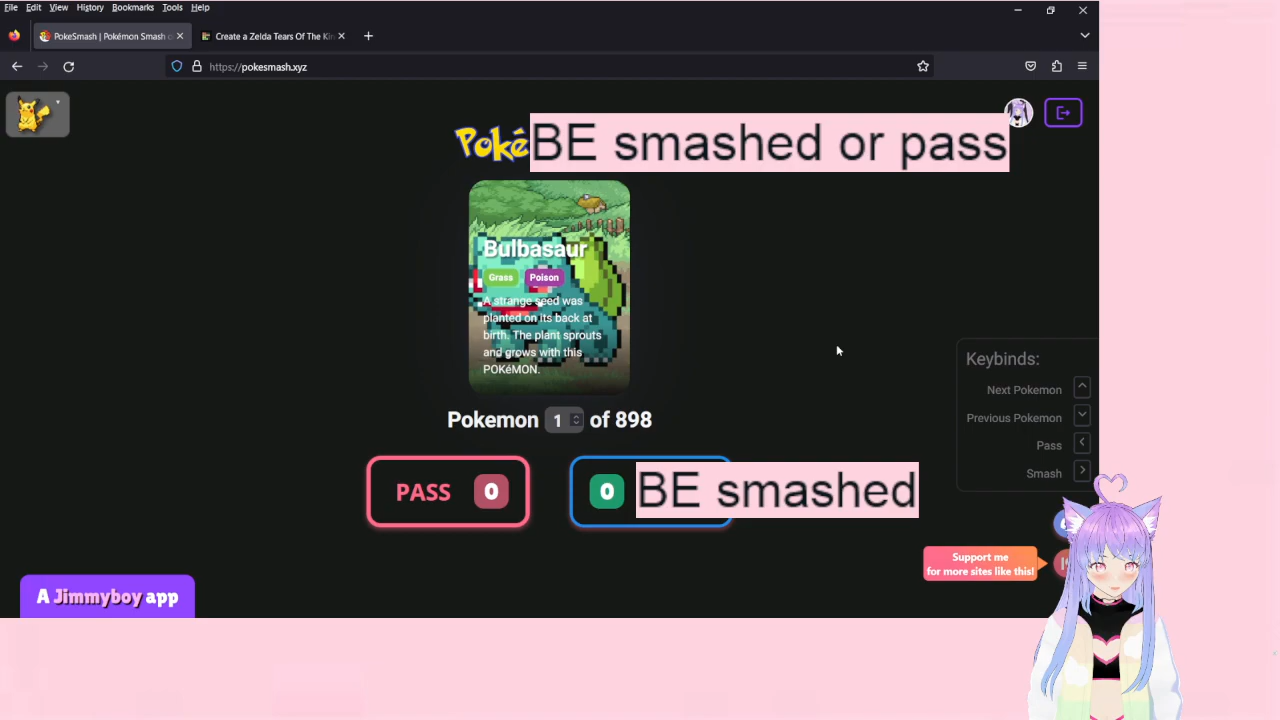 File Edit View History Bookmarks Tools Help
PokeSmash | Pokémon Smash o
Create a Zelda Tears Of The Kin
https://pokesmash.xyz
Poké BE smashed or pass
Bulbasaur
Grass Poison
A strange seed was
planted on its back at
birth. The plant sprouts
and grows with this
POKéMON.
Keybinds:
Next Pokemon
Previous Pokemon
Pass
Smash
Pokemon 1 of 898
PASS 0
0 BE smashed
Support me
for more sites like this!
A Jimmyboy app